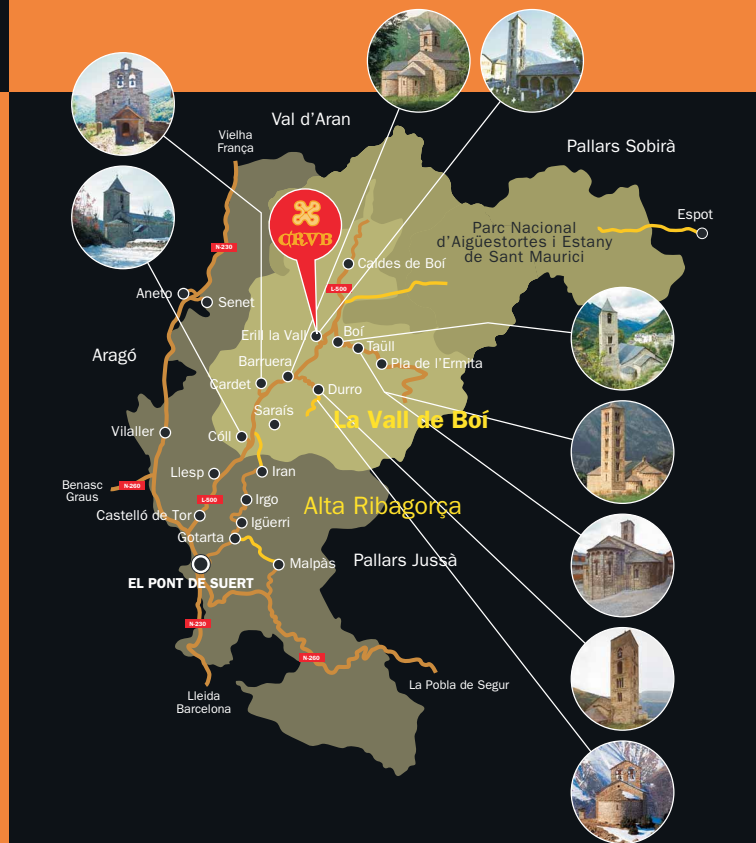 Val d'Aran
Vielha
França
Pallars Sobirà
Espot
Parc Nacional
d'Aigüestortes i Estany
de Sant Maurici
N-230
CRVB
Caldes de Boí
Aneto
Senet
L-500
Erill la Vall
Boí
Taüll
Aragó
Barruera
Pla de l'Ermita
Cardet
Durro
Saraís
La Vall de Boí
Vilaller
Cóll
Llesp
Iran
Benasc
Graus
N-260
L-500
Irgo
Alta Ribagorça
Castelló de Tor
Igüerri
Gotarta
Malpàs
Pallars Jussà
EL PONT DE SUERT
N-230
N-260
La Pobla de Segur
Lleida
Barcelona